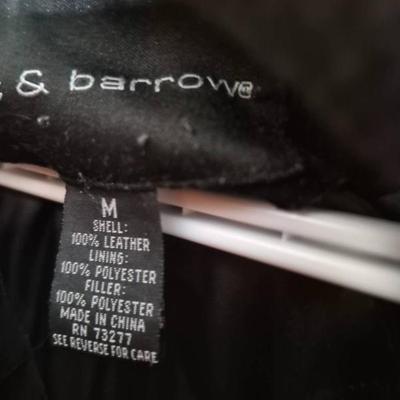 & barrow®
M
SHELL:
100% LEATHER
LINING:
100% POLYESTER
FILLER:
100% POLYESTER
MADE IN CHINA
RN 73277
SEE REVERSE FOR CARE